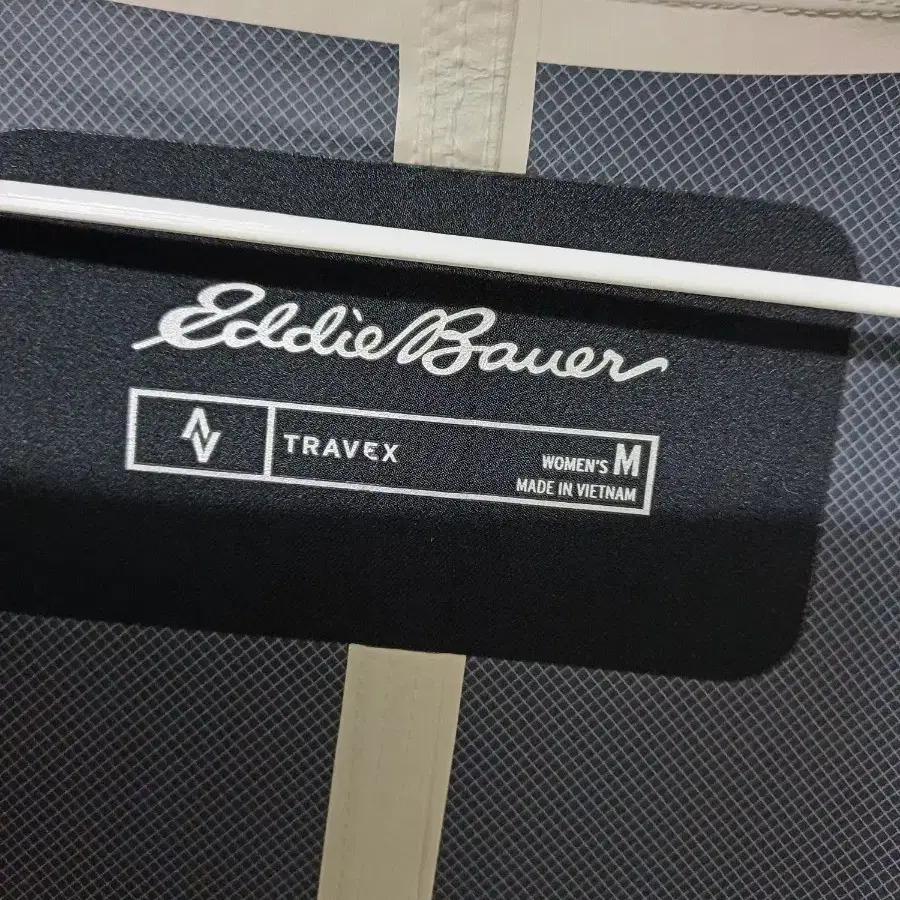 Eddie Bauer
TRAVEX
WOMEN'S M
MADE IN VIETNAM